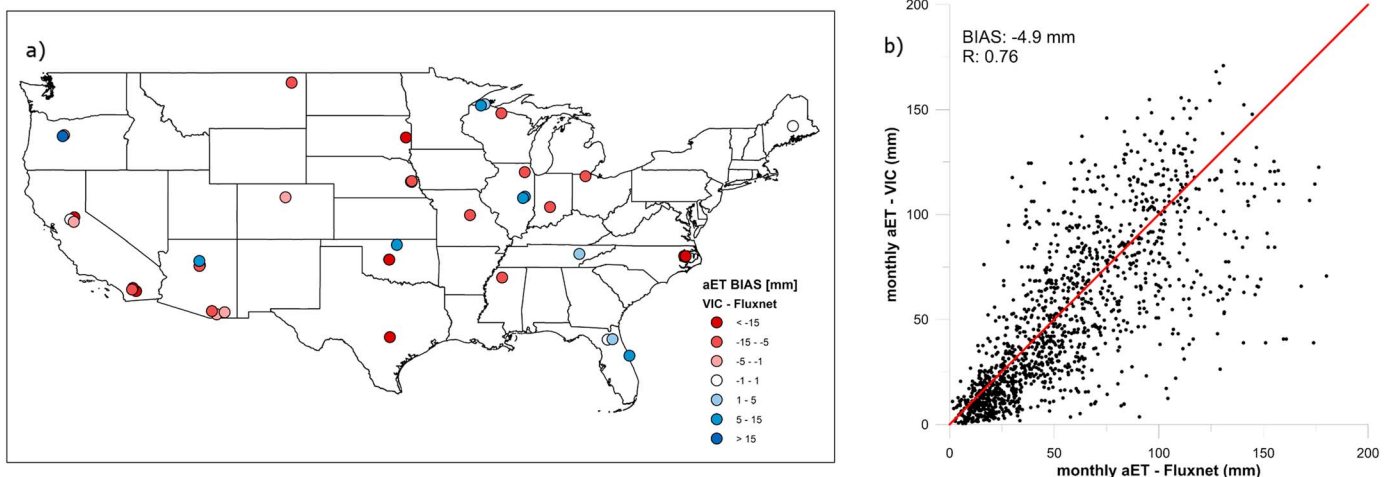 a)
aET BIAS [mm]
VIC - Fluxnet
< -15
-15 - -5
-5 - -1
-1 - 1
1 - 5
5 - 15
> 15
b)
BIAS: -4.9 mm
R: 0.76
monthly aET - VIC (mm)
200
150
100
50
0
0
50
100
150
200
monthly aET - Fluxnet (mm)